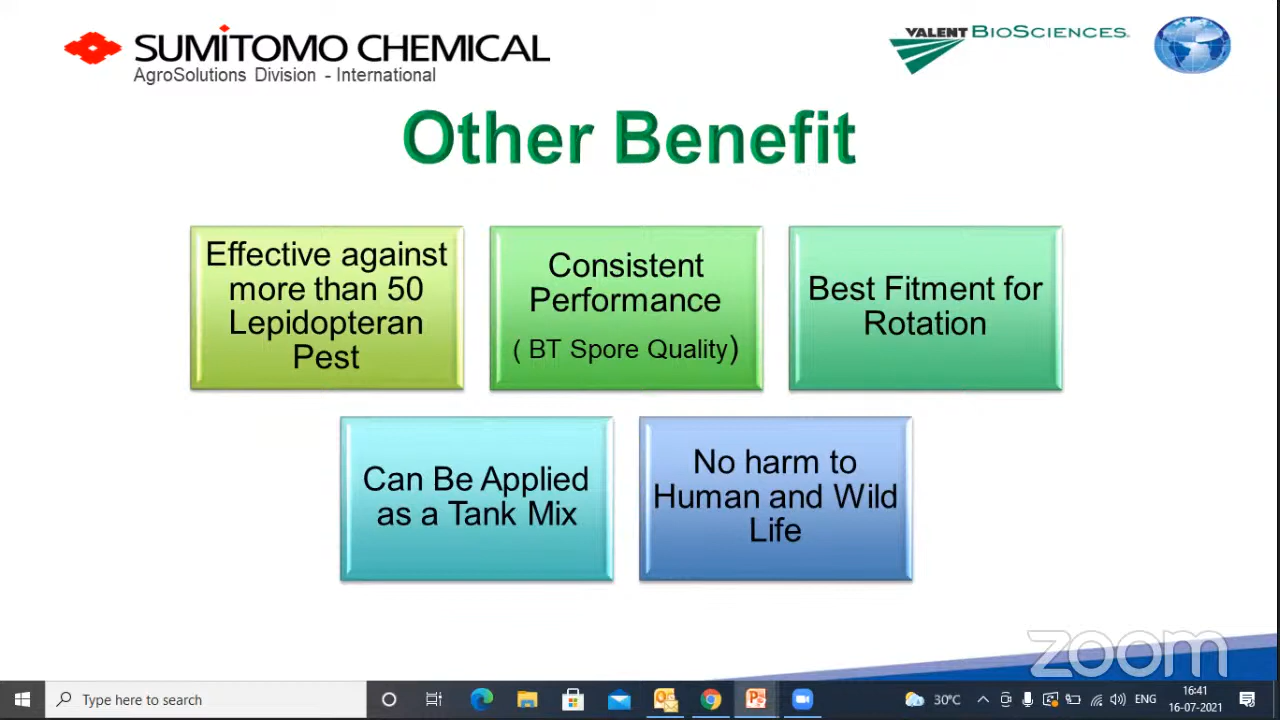 SUMITOMO CHEMICAL
AgroSolutions Division - International
VALENT BIOSCIENCES.
Other Benefit
Effective against
more than 50
Lepidopteran
Pest
Consistent
Performance
( BT Spore Quality)
Best Fitment for
Rotation
Can Be Applied
as a Tank Mix
No harm to
Human and Wild
Life
zoom
Type here to search
30°C
ENG
16:41
16-07-2021